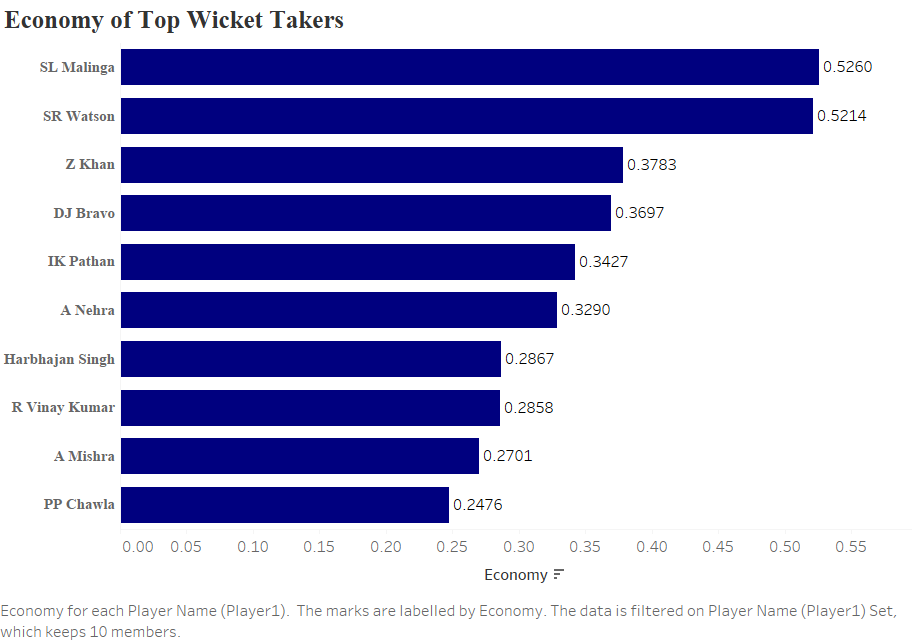 Economy of Top Wicket Takers
SL Malinga 0.5260
SR Watson 0.5214
Z Khan 0.3783
DJ Bravo 0.3697
IK Pathan 0.3427
A Nehra 0.3290
Harbhajan Singh 0.2867
R Vinay Kumar 0.2858
A Mishra 0.2701
PP Chawla 0.2476
0.00 0.05 0.10 0.15 0.20 0.25 0.30 0.35 0.40 0.45 0.50 0.55
Economy
Economy for each Player Name (Player1).  The marks are labelled by Economy. The data is filtered on Player Name (Player1) Set,
which keeps 10 members.